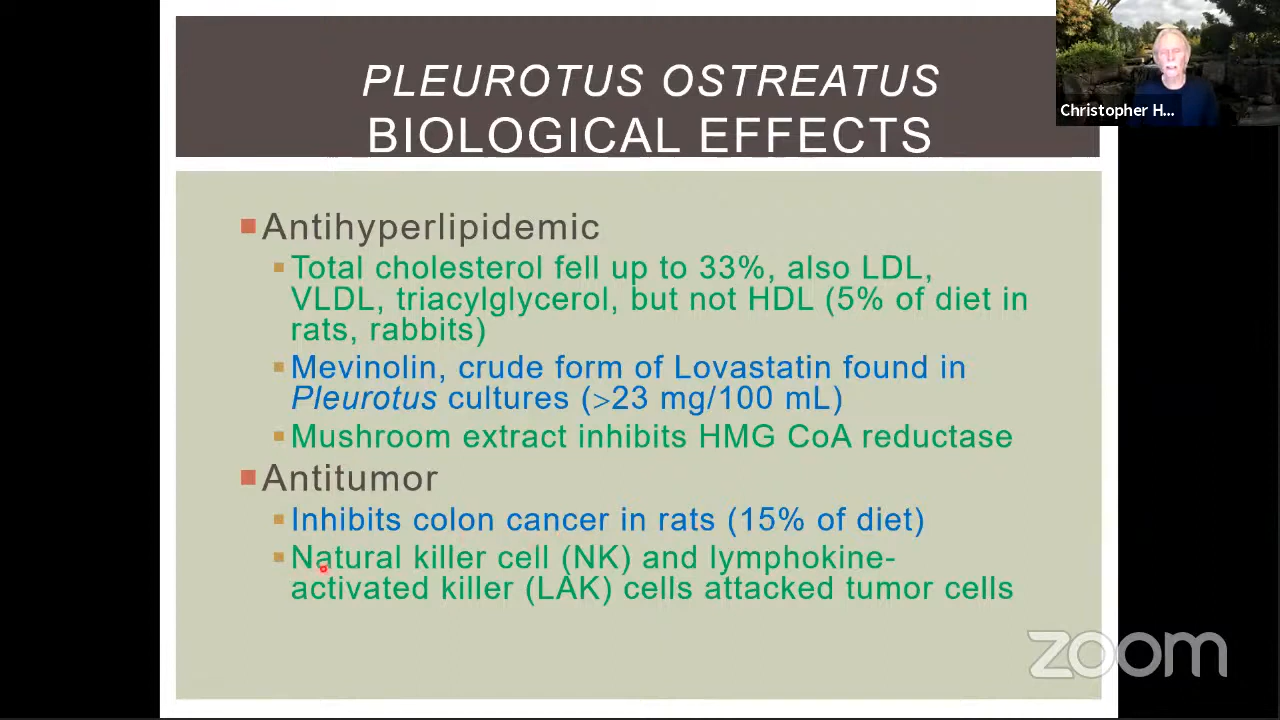 PLEUROTUS OSTREATUS
BIOLOGICAL EFFECTS
Christopher H...
Antihyperlipidemic
Total cholesterol fell up to 33%, also LDL,
VLDL, triacylglycerol, but not HDL (5% of diet in
rats, rabbits)
Mevinolin, crude form of Lovastatin found in
Pleurotus cultures (>23 mg/100 mL)
Mushroom extract inhibits HMG CoA reductase
Antitumor
Inhibits colon cancer in rats (15% of diet)
Natural killer cell (NK) and lymphokine-
activated killer (LAK) cells attacked tumor cells
zoom